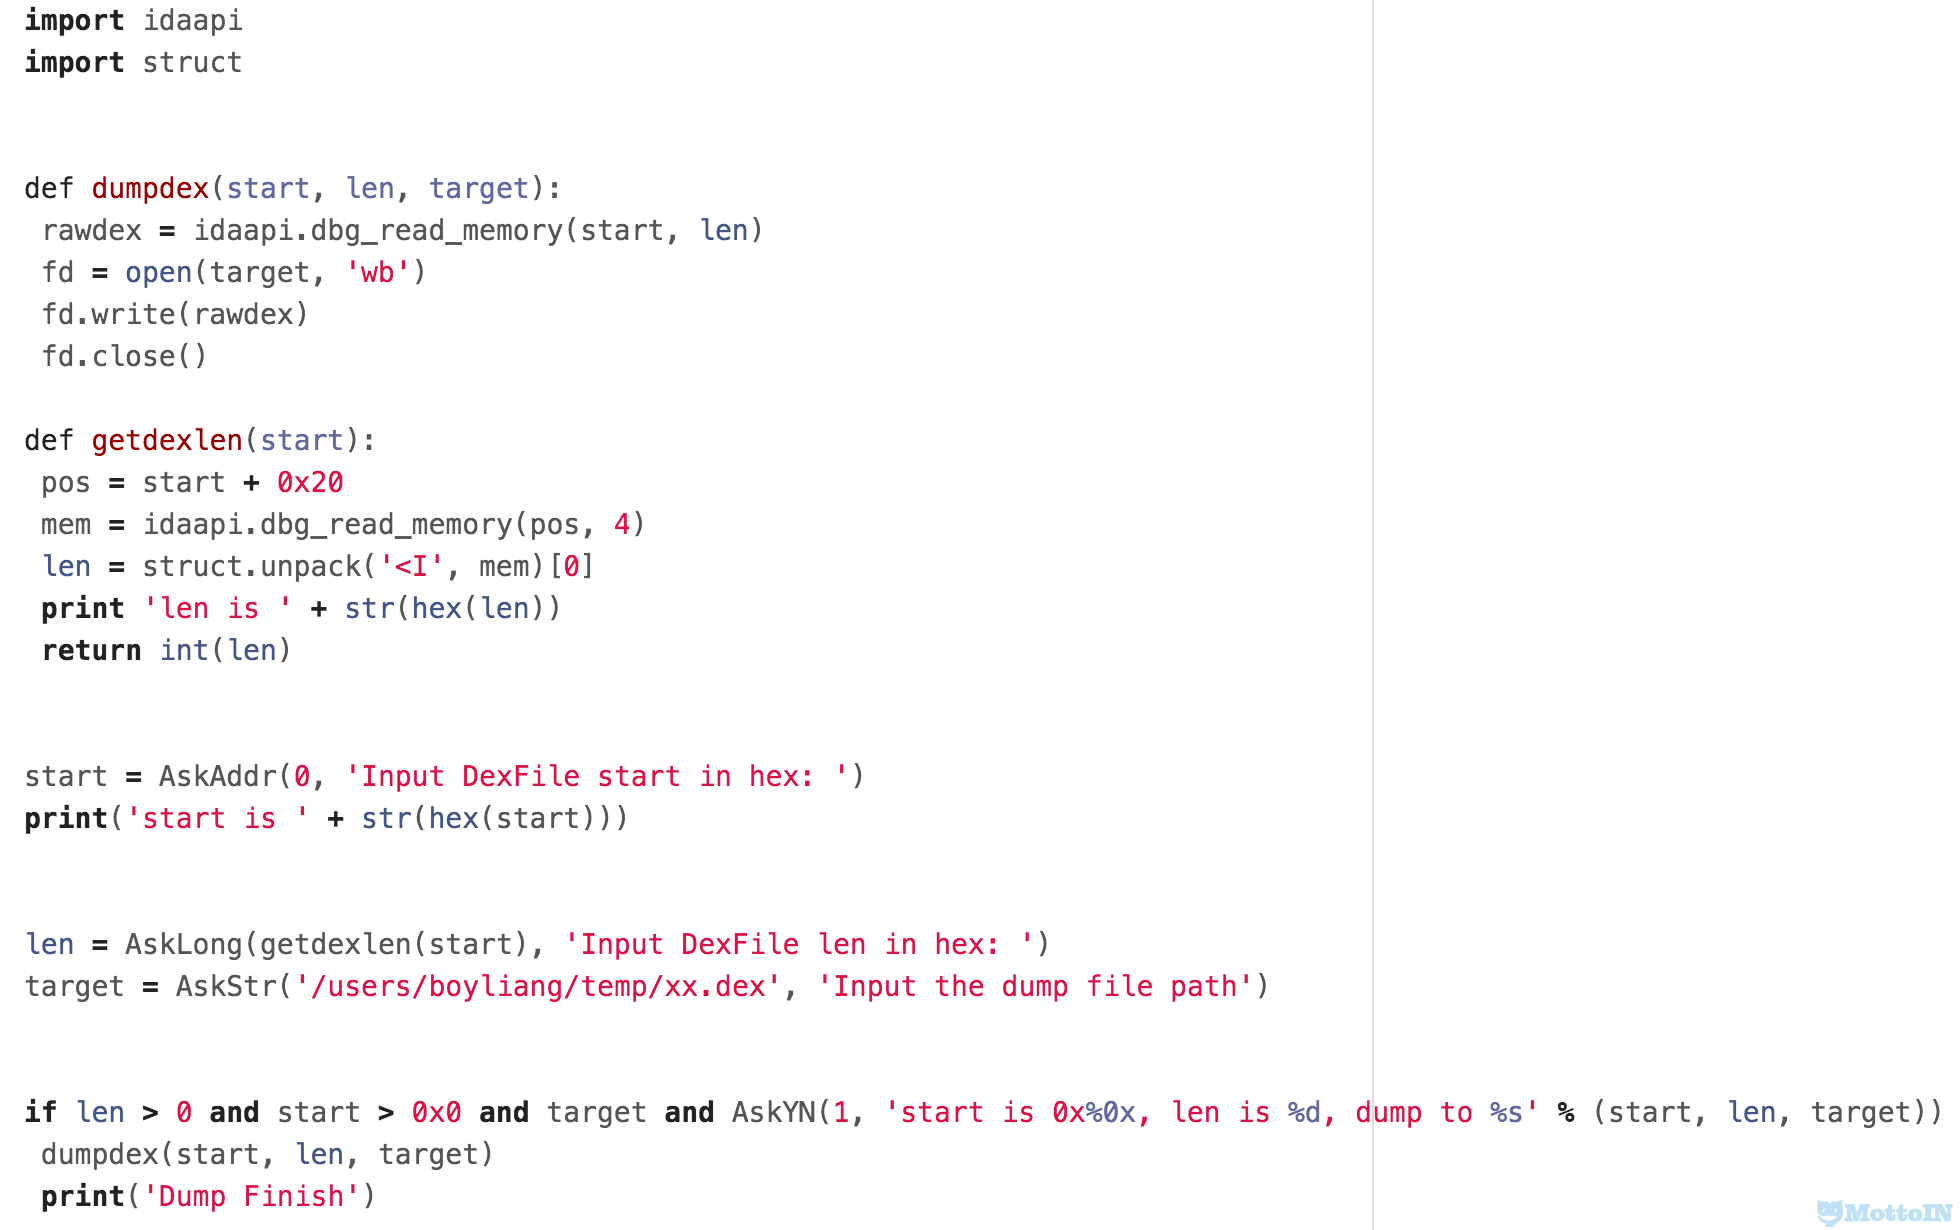 import idaapi
import struct
def dumpdex(start, len, target):
 rawdex = idaapi.dbg_read_memory(start, len)
 fd = open(target, 'wb')
 fd.write(rawdex)
 fd.close()
def getdexlen(start):
 pos = start + 0x20
 mem = idaapi.dbg_read_memory(pos, 4)
 len = struct.unpack('<I', mem)[0]
 print 'len is ' + str(hex(len))
 return int(len)
start = AskAddr(0, 'Input DexFile start in hex: ')
print('start is ' + str(hex(start)))
len = AskLong(getdexlen(start), 'Input DexFile len in hex: ')
target = AskStr('/users/boyliang/temp/xx.dex', 'Input the dump file path')
if len > 0 and start > 0x0 and target and AskYN(1, 'start is 0x%0x, len is %d, dump to %s' % (start, len, target))
 dumpdex(start, len, target)
 print('Dump Finish')
MottoIN